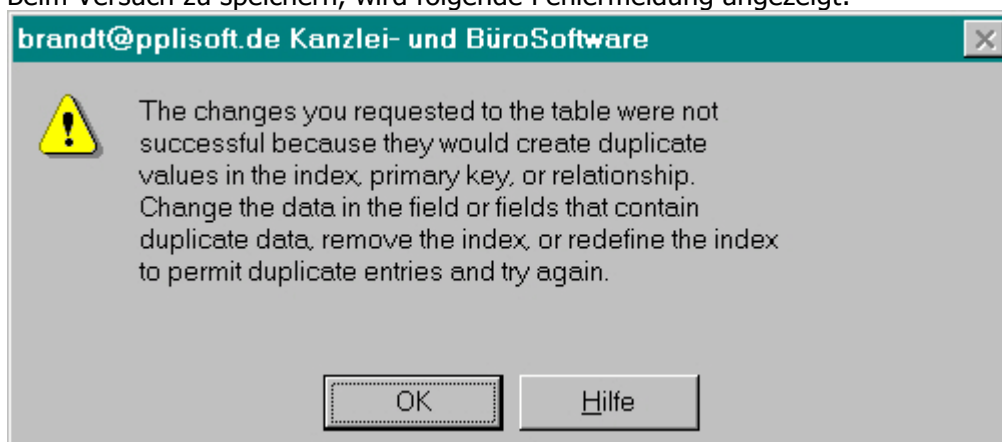 Beim Versuch zu speichern, wird folgende Fehlermeldung angezeigt:
brandt@pplisoft.de Kanzlei- und BüroSoftware
The changes you requested to the table were not
successful because they would create duplicate
values in the index, primary key, or relationship.
Change the data in the field or fields that contain
duplicate data, remove the index, or redefine the index
to permit duplicate entries and try again.
OK
Hilfe